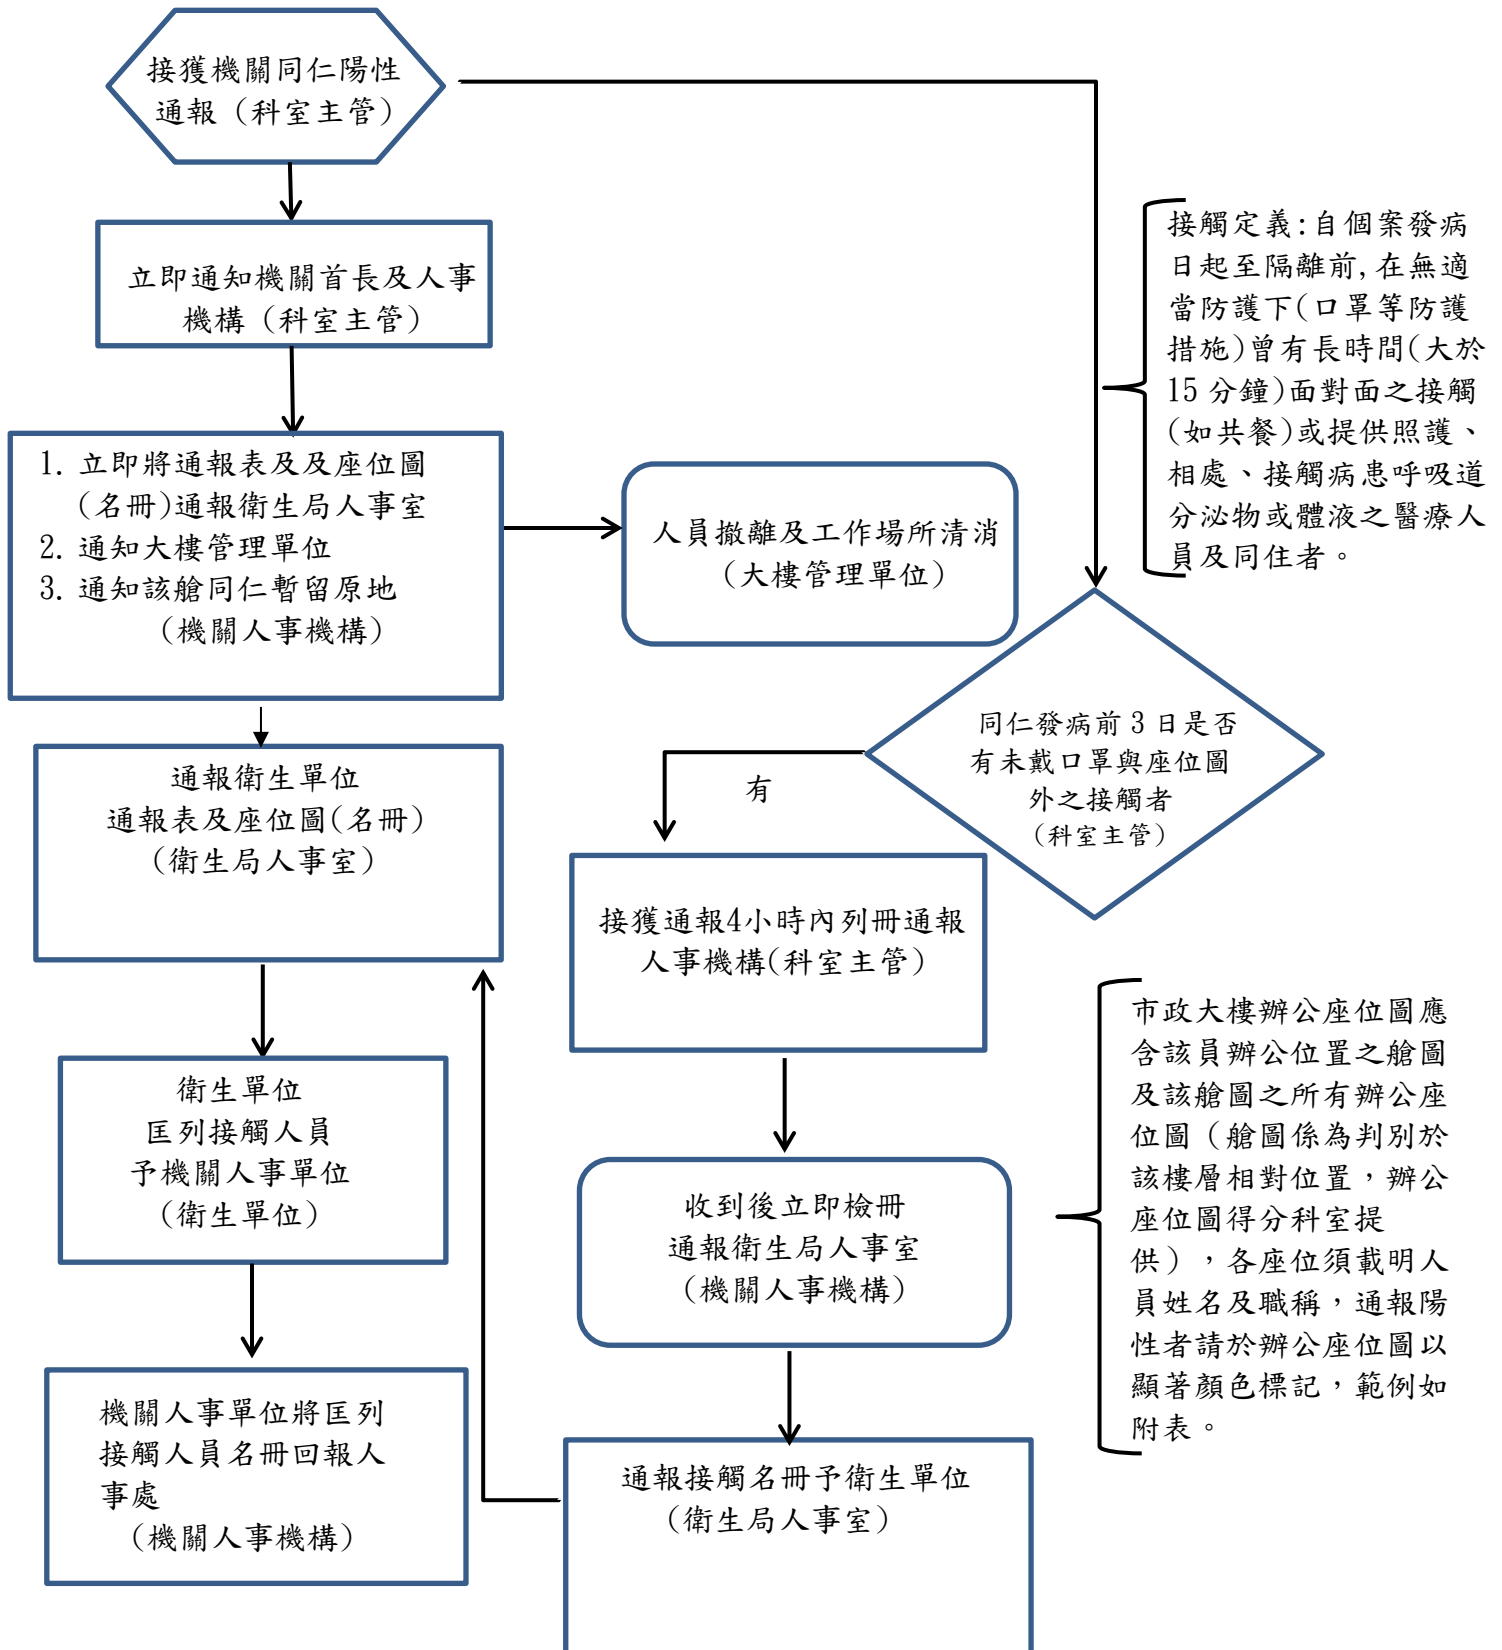 接獲機關同仁陽性
通報（科室主管）
立即通知機關首長及人事
機構（科室主管）
1. 立即將通報表及及座位圖
(名冊)通報衛生局人事室
2. 通知大樓管理單位
3. 通知該艙同仁暫留原地
(機關人事機構)
人員撤離及工作場所清消
(大樓管理單位)
接觸定義:自個案發病
日起至隔離前,在無適
當防護下(口罩等防護
措施)曾有長時間(大於
15 分鐘)面對面之接觸
(如共餐)或提供照護、
相處、接觸病患呼吸道
分泌物或體液之醫療人
員及同住者。
同仁發病前 3 日是否
有未戴口罩與座位圖
外之接觸者
(科室主管)
有
通報衛生單位
通報表及座位圖(名冊)
(衛生局人事室)
接獲通報4小時內列冊通報
人事機構(科室主管)
衛生單位
匡列接觸人員
予機關人事單位
(衛生單位)
收到後立即檢冊
通報衛生局人事室
(機關人事機構)
市政大樓辦公座位圖應
含該員辦公位置之艙圖
及該艙圖之所有辦公座
位圖（艙圖係為判別於
該樓層相對位置，辦公
座位圖得分科室提
供），各座位須載明人
員姓名及職稱，通報陽
性者請於辦公座位圖以
顯著顏色標記，範例如
附表。
機關人事單位將匡列
接觸人員名冊回報人
事處
(機關人事機構)
通報接觸名冊予衛生單位
(衛生局人事室)